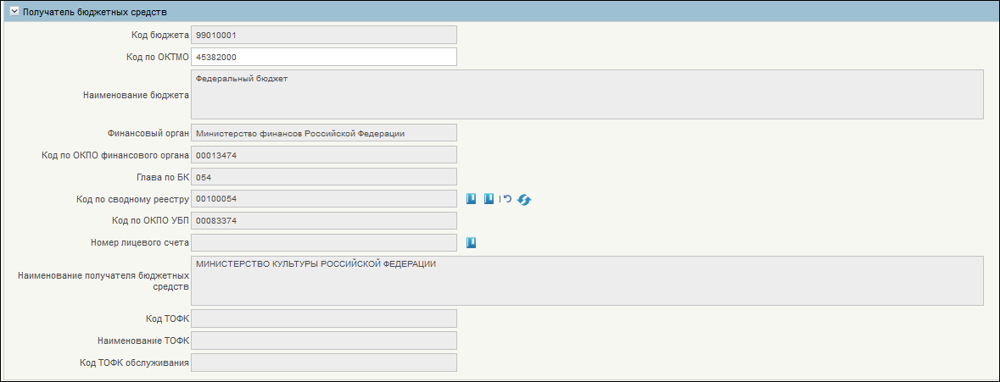 Получатель бюджетных средств
Код бюджета 99010001
Код по ОКТМО 45382000
Наименование бюджета Федеральный бюджет
Финансовый орган Министерство финансов Российской Федерации
Код по ОКПО финансового органа 00013474
Глава по БК 054
Код по сводному реестру 00100054
Код по ОКПО УБП 00083374
Номер лицевого счета
Наименование получателя бюджетных
средств
МИНИСТЕРСТВО КУЛЬТУРЫ РОССИЙСКОЙ ФЕДЕРАЦИИ
Код ТОФК
Наименование ТОФК
Код ТОФК обслуживания